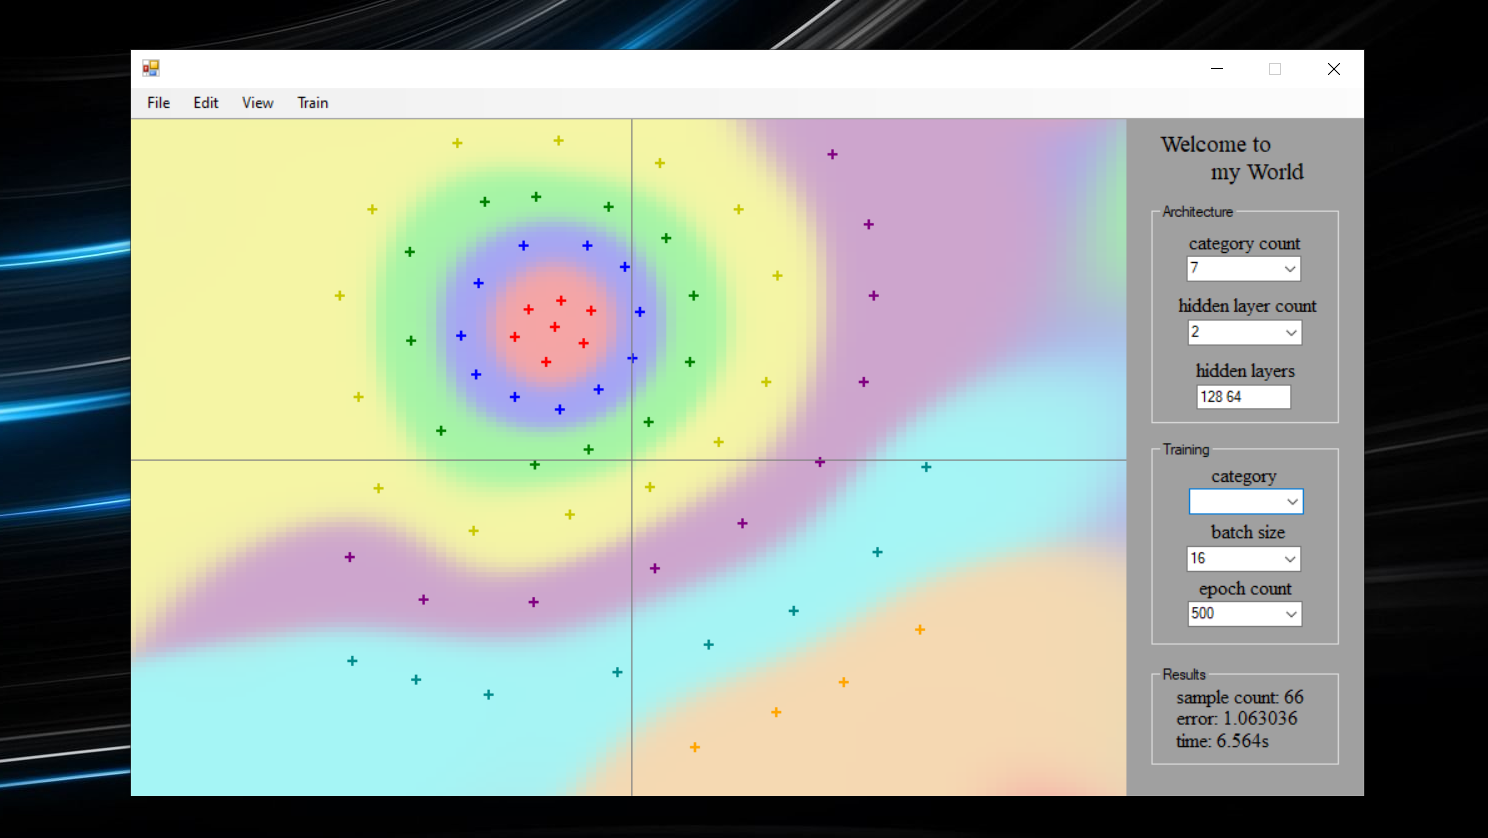 File Edit View Train
Welcome to
my World
Architecture
category count
7
hidden layer count
2
hidden layers
128 64
Training
category
batch size
16
epoch count
500
Results
sample count: 66
error: 1.063036
time: 6.564s